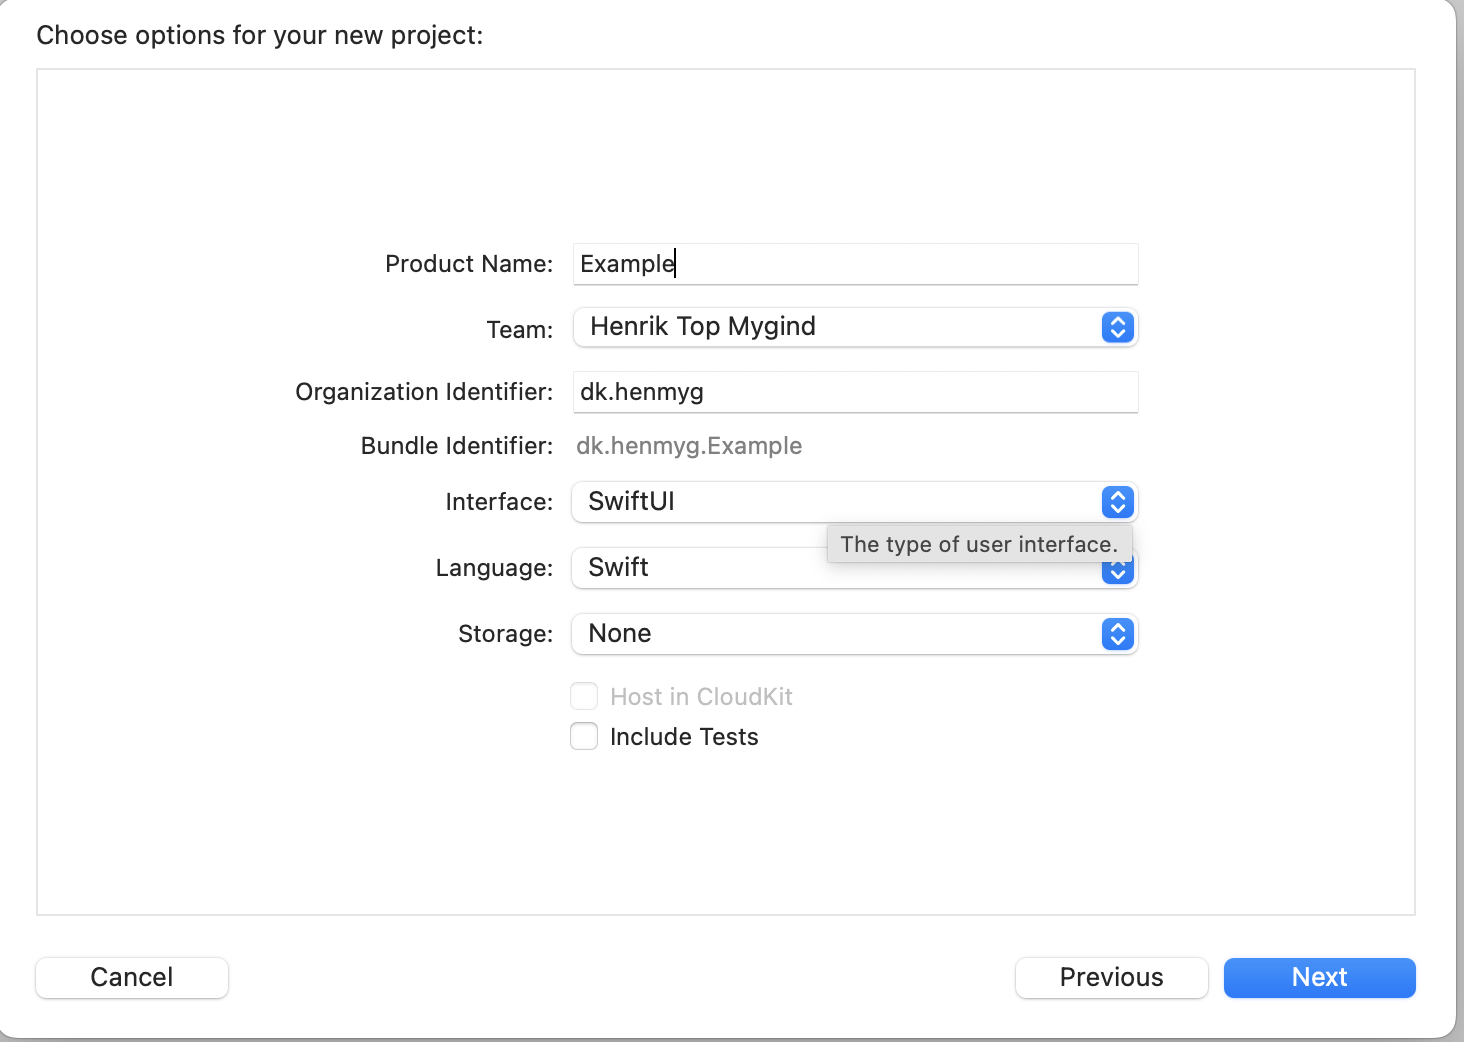 Choose options for your new project:
Product Name: Example
Team: Henrik Top Mygind
Organization Identifier: dk.henmyg
Bundle Identifier: dk.henmyg.Example
Interface: SwiftUI
The type of user interface.
Language: Swift
Storage: None
Host in CloudKit
Include Tests
Cancel Previous Next